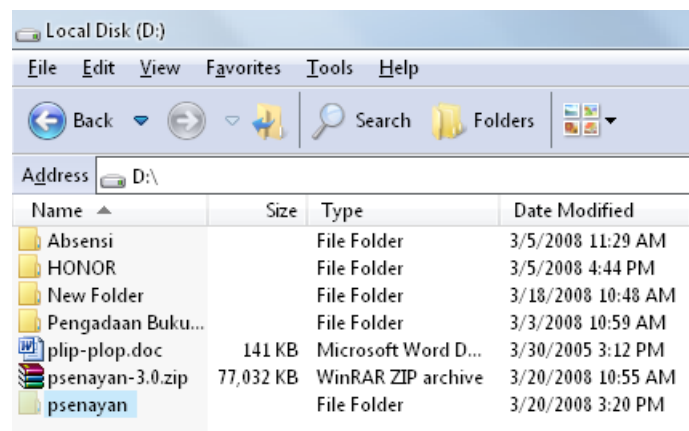 Local Disk (D:)
File Edit View Favorites Tools Help
Back Search Folders
Address D:\
Name Size Type Date Modified
Absensi File Folder 3/5/2008 11:29 AM
HONOR File Folder 3/5/2008 4:44 PM
New Folder File Folder 3/18/2008 10:48 AM
Pengadaan Buku... File Folder 3/3/2008 10:59 AM
plip-plop.doc 141 KB Microsoft Word D... 3/30/2005 3:12 PM
psenayan-3.0.zip 77,032 KB WinRAR ZIP archive 3/20/2008 10:55 AM
psenayan File Folder 3/20/2008 3:20 PM